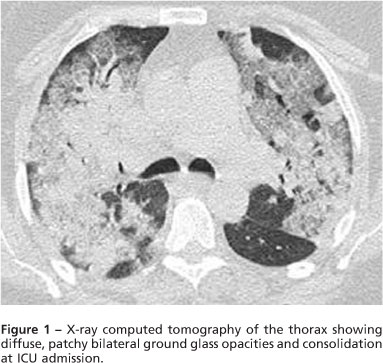 Figure 1 – X-ray computed tomography of the thorax showing
diffuse, patchy bilateral ground glass opacities and consolidation
at ICU admission.